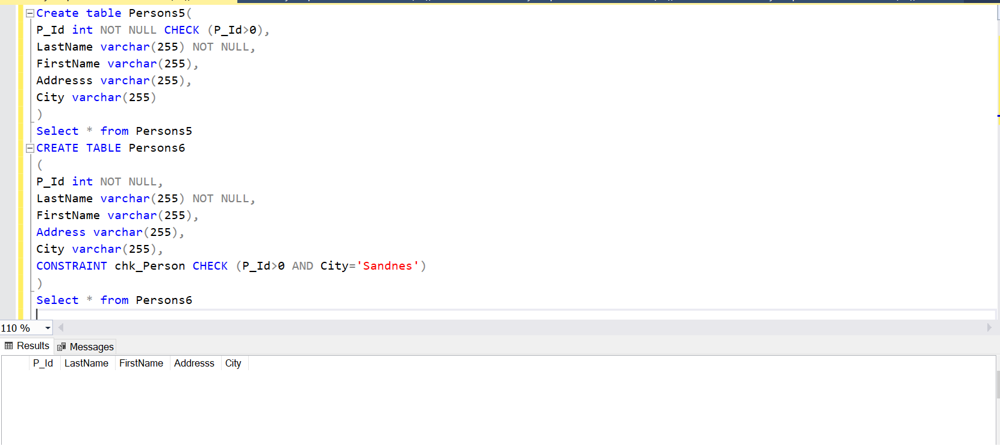 Create table Persons5(
P_Id int NOT NULL CHECK (P_Id>0),
LastName varchar(255) NOT NULL,
FirstName varchar(255),
Addresss varchar(255),
City varchar(255)
)
Select * from Persons5
CREATE TABLE Persons6
(
P_Id int NOT NULL,
LastName varchar(255) NOT NULL,
FirstName varchar(255),
Address varchar(255),
City varchar(255),
CONSTRAINT chk_Person CHECK (P_Id>0 AND City='Sandnes')
)
Select * from Persons6
110 %
Results Messages
P_Id LastName FirstName Addresss City